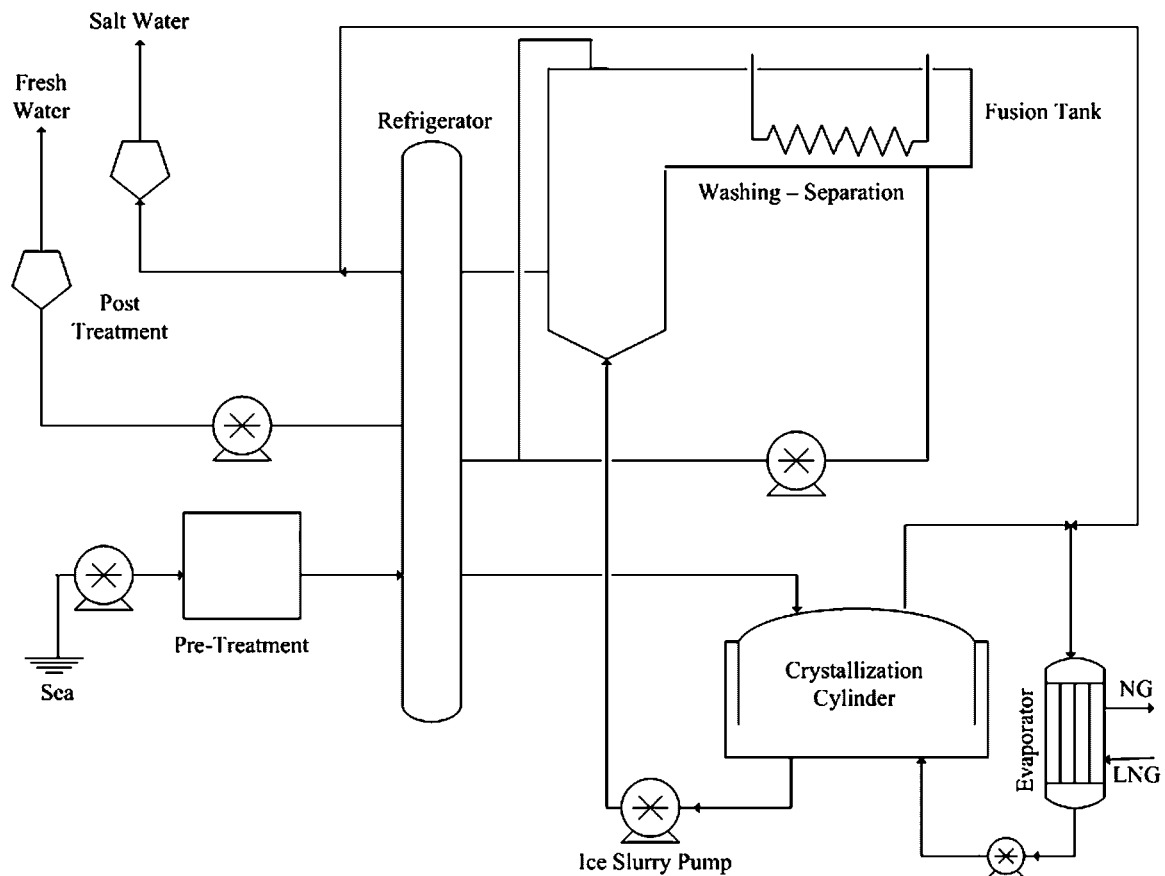 Salt Water
Fresh
Water
Refrigerator
Fusion Tank
Washing – Separation
Post
Treatment
Pre-Treatment
Sea
Crystallization
Cylinder
Evaporator
NG
LNG
Ice Slurry Pump